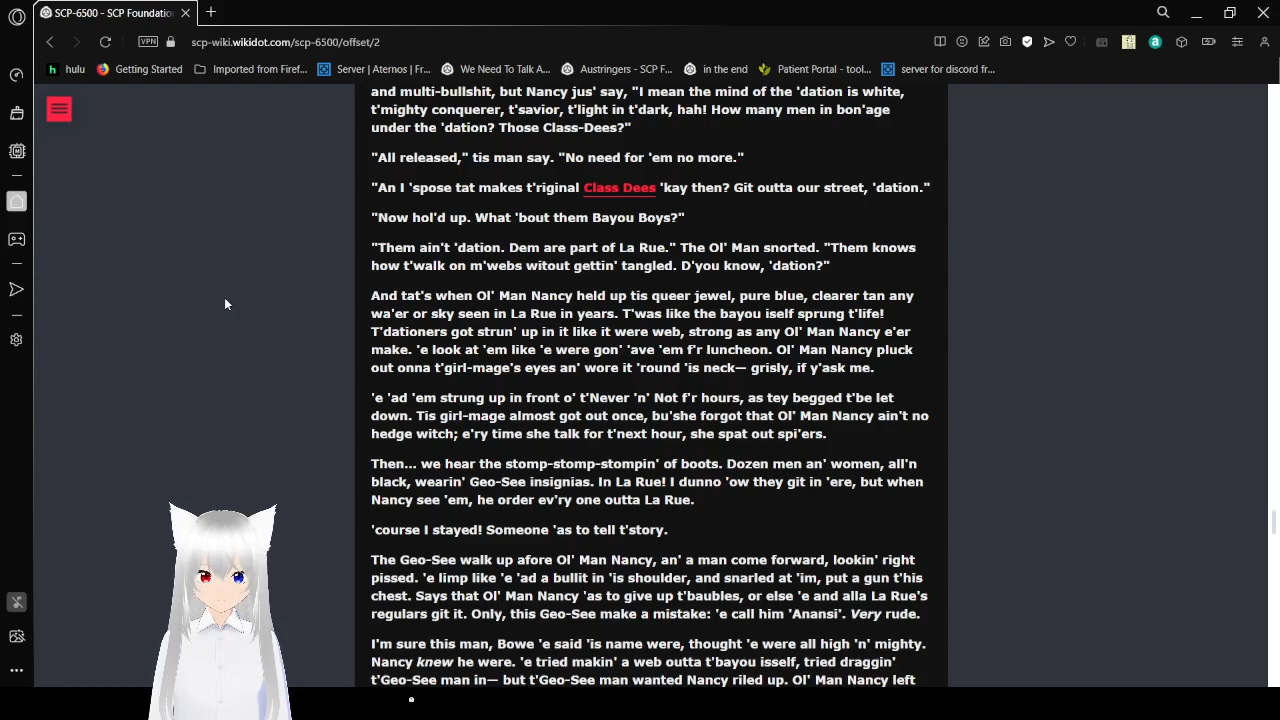 SCP-6500 - SCP Foundatio
scp-wiki.wikidot.com/scp-6500/offset/2
VPN
hulu
Getting Started
Imported from Firef...
Server | Aternos | Fr...
We Need To Talk A...
Austringers - SCP F...
in the end
Patient Portal - tool...
server for discord fr...
and multi-bullshit, but Nancy jus' say, "I mean the mind of the 'dation is white,
t'mighty conquerer, t'savior, t'light in t'dark, hah! How many men in bon'age
under the 'dation? Those Class-Dees?"
"All released," tis man say. "No need for 'em no more."
"An I 'spose tat makes t'riginal Class Dees 'kay then? Git outta our street, 'dation."
"Now hol'd up. What 'bout them Bayou Boys?"
"Them ain't 'dation. Dem are part of La Rue." The Ol' Man snorted. "Them knows
how t'walk on m'webs witout gettin' tangled. D'you know, 'dation?"
And tat's when Ol' Man Nancy held up tis queer jewel, pure blue, clearer tan any
wa'er or sky seen in La Rue in years. T'was like the bayou iself sprung t'life!
T'dationers got strun' up in it like it were web, strong as any Ol' Man Nancy e'er
make. 'e look at 'em like 'e were gon' 'ave 'em f'r luncheon. Ol' Man Nancy pluck
out onna t'girl-mage's eyes an' wore it 'round 'is neck— grisly, if y'ask me.
'e 'ad 'em strung up in front o' t'Never 'n' Not f'r hours, as tey begged t'be let
down. Tis girl-mage almost got out once, bu'she forgot that Ol' Man Nancy ain't no
hedge witch; e'ry time she talk for t'next hour, she spat out spi'ers.
Then... we hear the stomp-stomp-stompin' of boots. Dozen men an' women, all'n
black, wearin' Geo-See insignias. In La Rue! I dunno 'ow they git in 'ere, but when
Nancy see 'em, he order ev'ry one outta La Rue.
'course I stayed! Someone 'as to tell t'story.
The Geo-See walk up afore Ol' Man Nancy, an' a man come forward, lookin' right
pissed. 'e limp like 'e 'ad a bullit in 'is shoulder, and snarled at 'im, put a gun t'his
chest. Says that Ol' Man Nancy 'as to give up t'baubles, or else 'e and alla La Rue's
regulars git it. Only, this Geo-See make a mistake: 'e call him 'Anansi'. Very rude.
I'm sure this man, Bowe 'e said 'is name were, thought 'e were all high 'n' mighty.
Nancy knew he were. 'e tried makin' a web outta t'bayou isself, tried draggin'
t'Geo-See man in— but t'Geo-See man wanted Nancy riled up. Ol' Man Nancy left